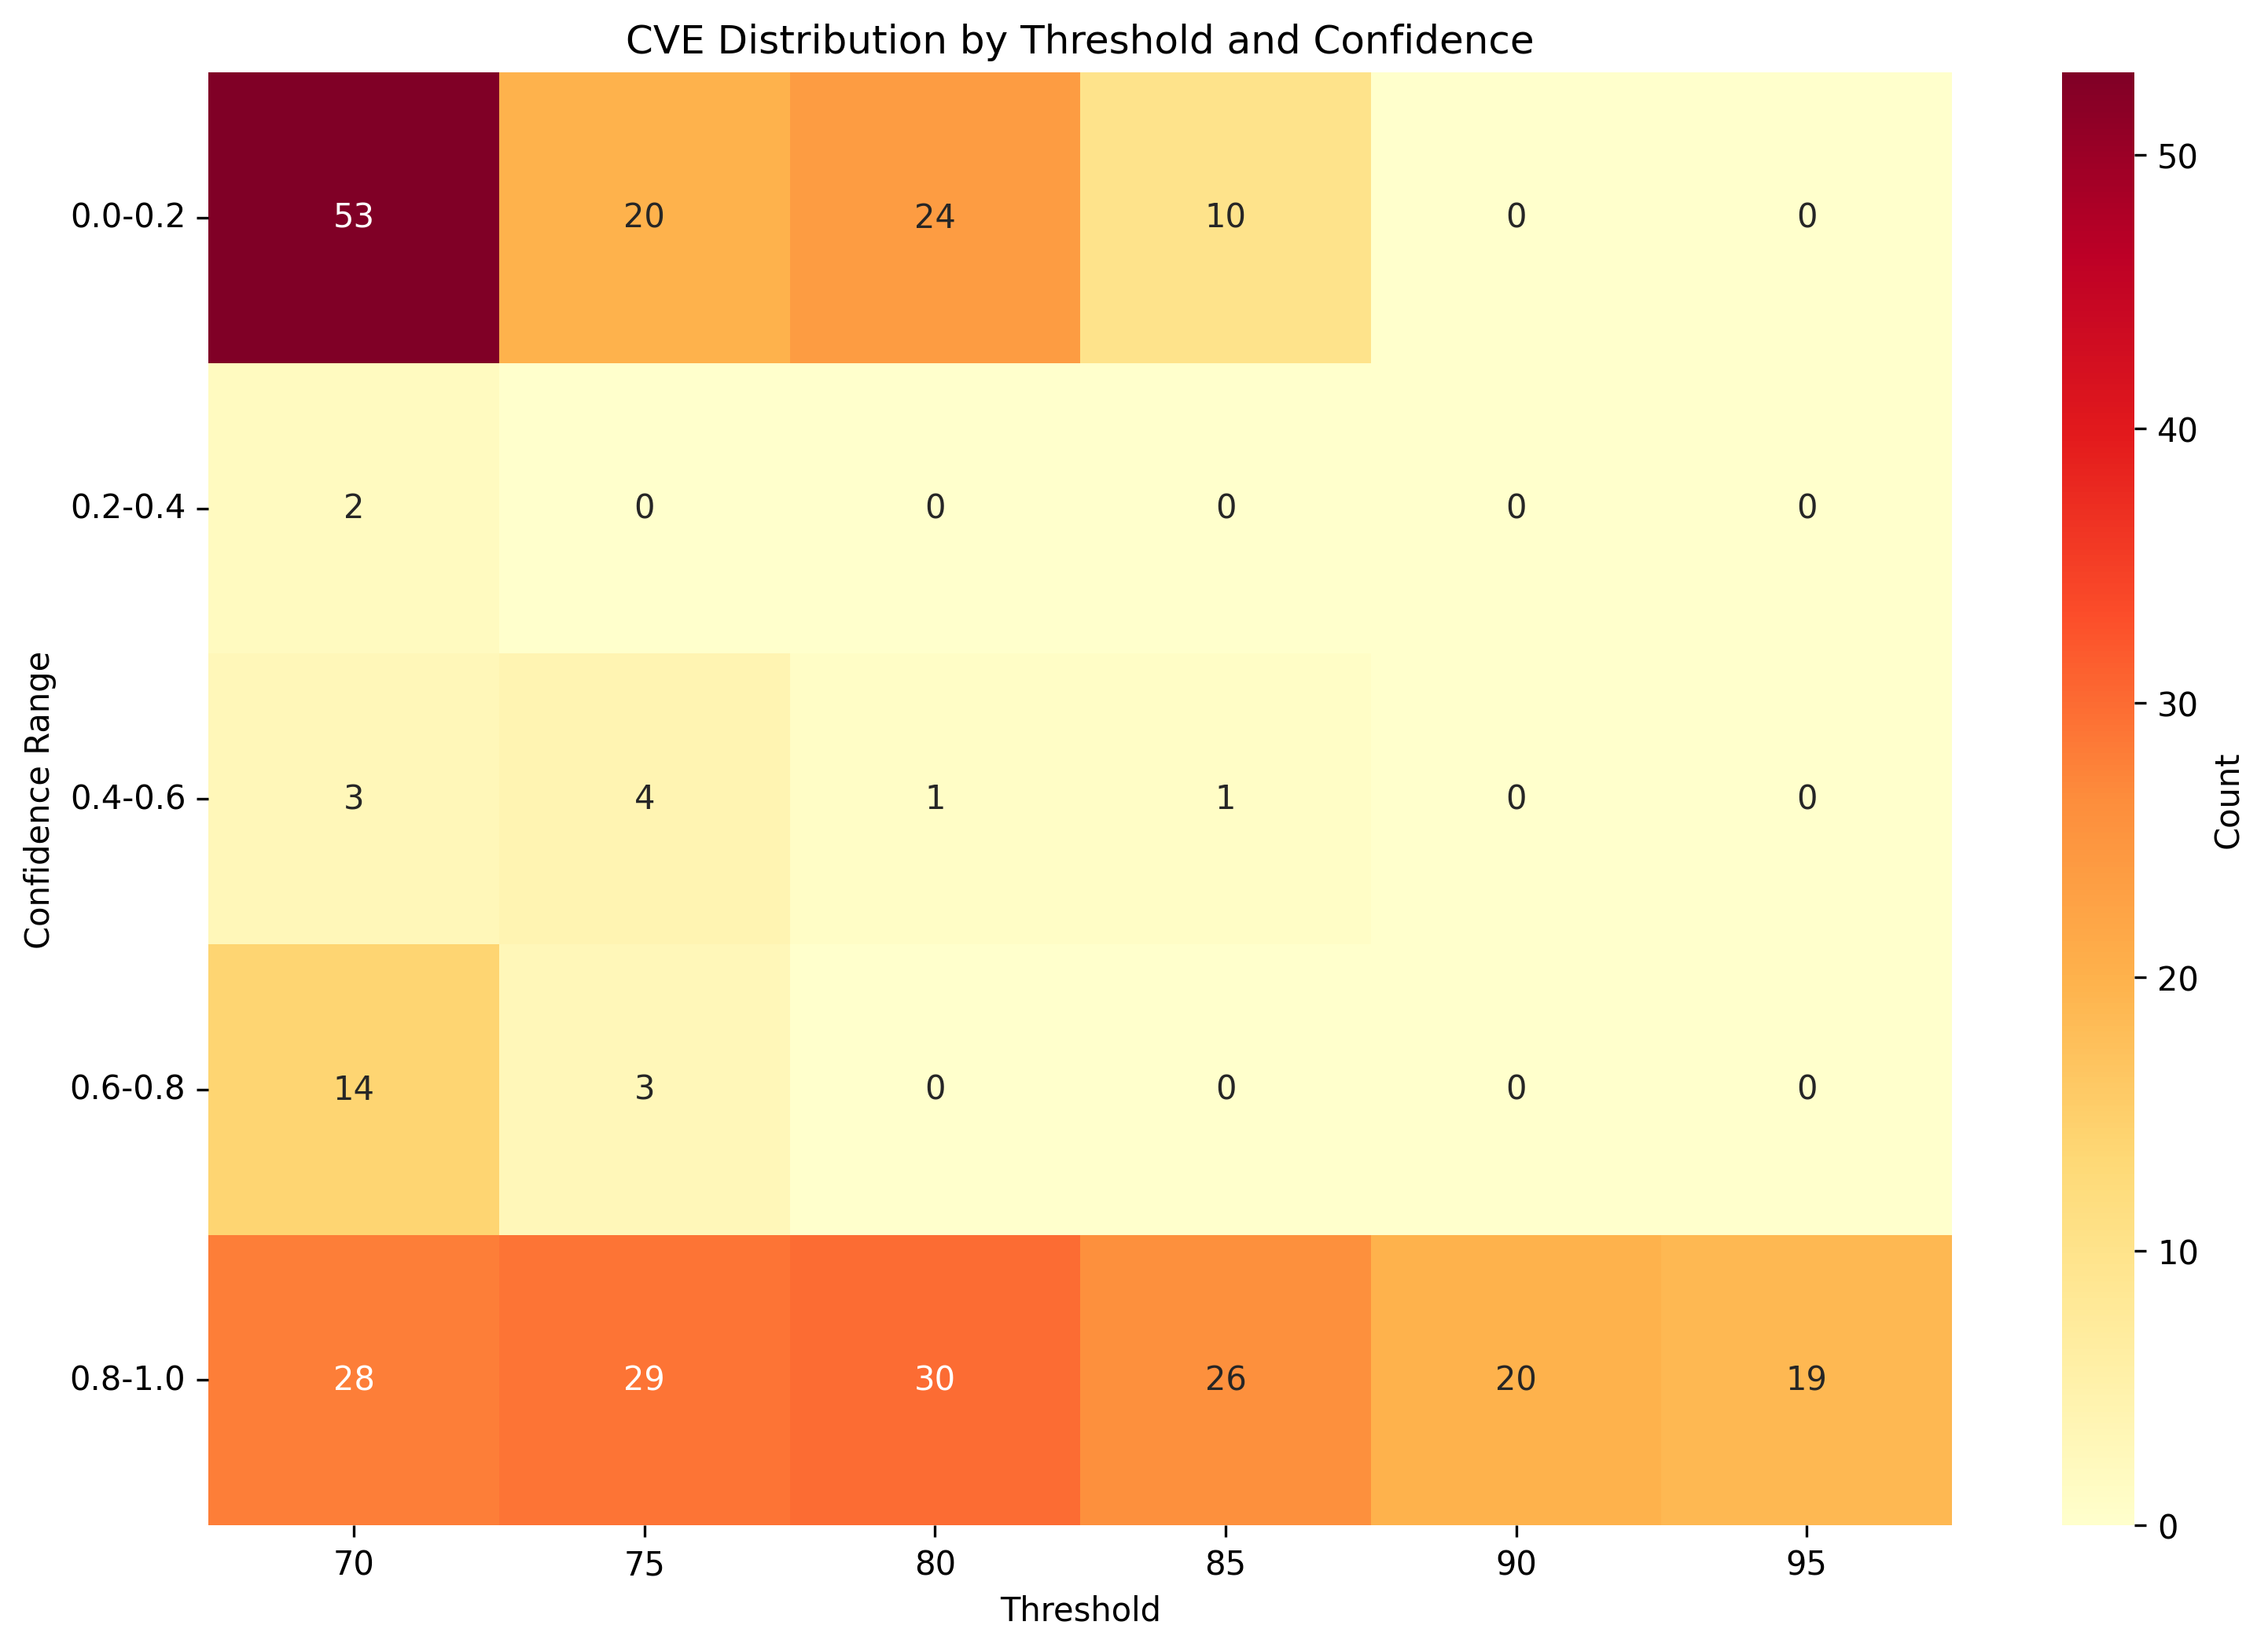 CVE Distribution by Threshold and Confidence
0.0-0.2 53 20 24 10 0 0
0.2-0.4 2 0 0 0 0 0
0.4-0.6 3 4 1 1 0 0
0.6-0.8 14 3 0 0 0 0
0.8-1.0 28 29 30 26 20 19
70 75 80 85 90 95
Threshold
Confidence Range
50
40
30
20
10
0
Count